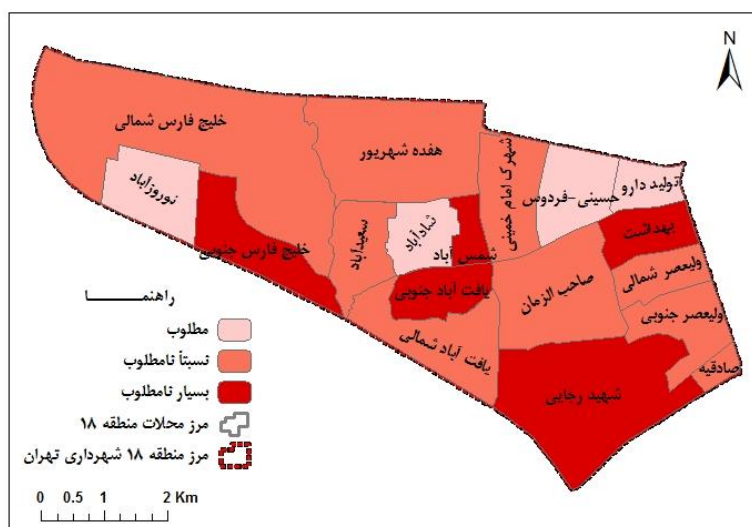 N
خلیج فارس شمالی
هفده شهریور
شهرک امام خمینی
حسینی-فردوس
تولید دارو
نوروزآباد
خلیج فارس جنوبی
سعیدآباد
شادآباد
شمس آباد
بهداشت
ولیعصر شمالی
صاحب الزمان
یافت آباد جنوبی
ولیعصر جنوبی
یافت آباد شمالی
صادقیه
شهید رجایی
راهنمـــــــا
مطلوب
نسبتاً نامطلوب
بسیار نامطلوب
مرز محلات منطقه ۱۸
مرز منطقه ۱۸ شهرداری تهران
0 0.5 1 2 Km